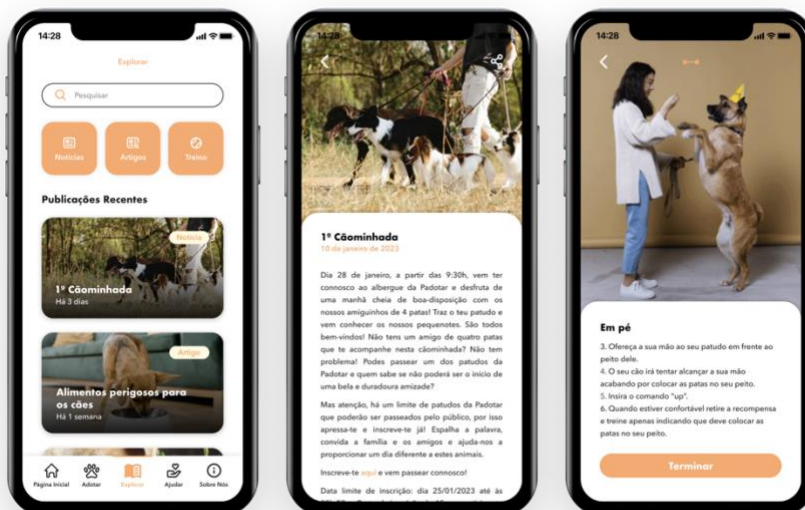 14:28
Explorar
Pesquisar
Notícias
Artigos
Treino
Publicações Recentes
Notícia
1ª Cãominhada
Há 3 dias
Artigo
Alimentos perigosos para
os cães
Há 1 semana
Página Inicial
Adotar
Explorar
Ajudar
Sobre Nós
14:28
1ª Cãominhada
10 de janeiro de 2023
Dia 28 de janeiro, a partir das 9:30h, vem ter
connosco ao albergue da Padotar e desfruta de
uma manhã cheia de boa-disposição com os
nossos amiguinhos de 4 patas! Traz o teu patudo e
vem conhecer os nossos pequenotes. São todos
bem-vindos! Não tens um amigo de quatro patas
que te acompanhe nesta cãominhada? Não tem
problema! Podes passear um dos patudos da
Padotar e quem sabe se não poderá ser o início de
uma bela e duradoura amizade?
Mas atenção, há um limite de patudos da Padotar
que poderão ser passeados pelo público, por isso
apressa-te e inscreve-te já! Espalha a palavra,
convida a família e os amigos e ajuda-nos a
proporcionar um dia diferente a estes animais.
Inscreve-te aqui e vem passear connosco!
Data limite de inscrição: dia 25/01/2023 até às
14:28
Em pé
3. Ofereça a sua mão ao seu patudo em frente ao
peito dele.
4. O seu cão irá tentar alcançar a sua mão
acabando por colocar as patas no seu peito.
5. Insira o comando "up".
6. Quando estiver confortável retire a recompensa
e treine apenas indicando que deve colocar as
patas no seu peito.
Terminar